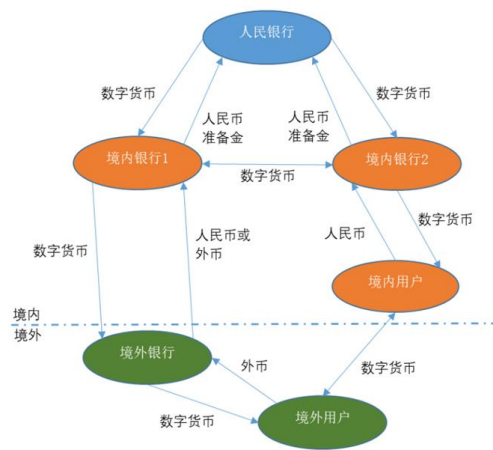 人民银行
数字货币
数字货币
人民币
准备金
人民币
准备金
境内银行1
境内银行2
数字货币
数字货币
人民币
数字货币
人民币或
外币
境内用户
境内
境外
境外银行
外币
数字货币
数字货币
境外用户